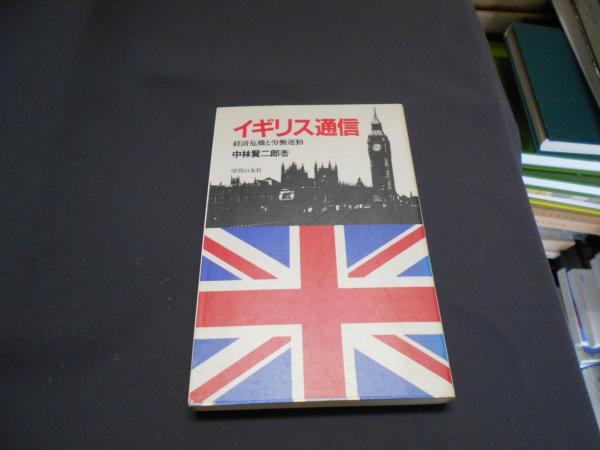 イギリス通信
経済危機と労働運動
中林賢二郎著
学習の友社